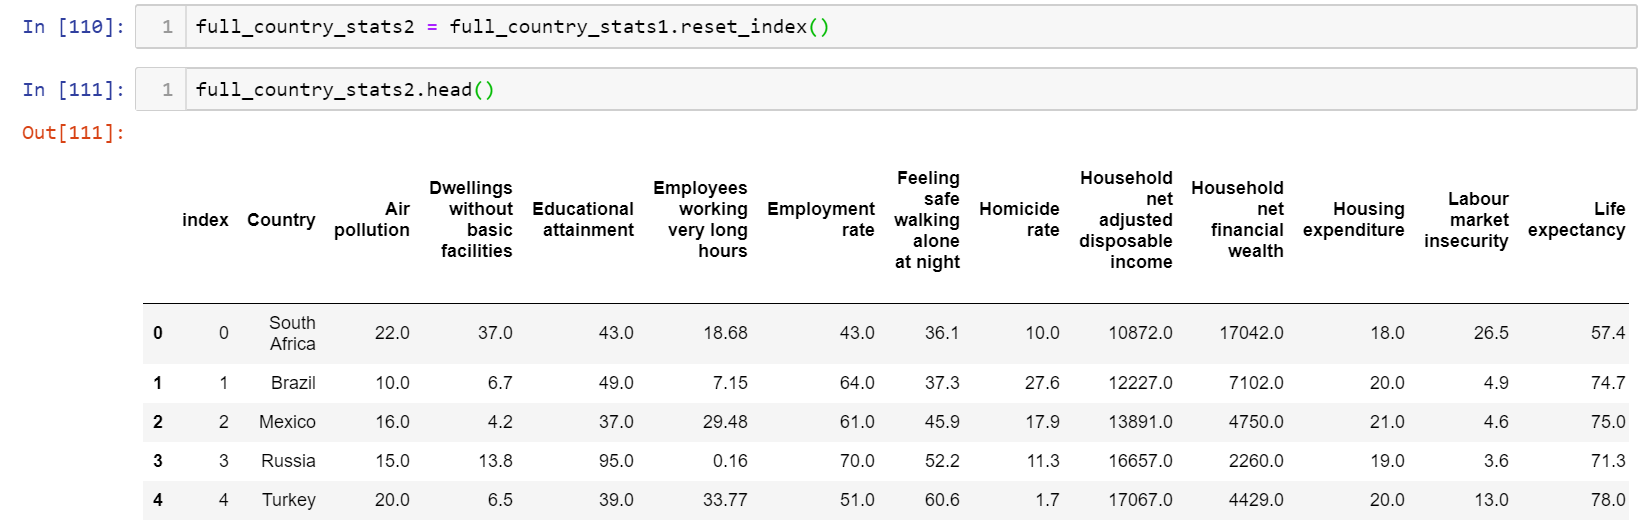 In [110]: 1 full_country_stats2 = full_country_stats1.reset_index()
In [111]: 1 full_country_stats2.head()
Out[111]:
index Country Air pollution Dwellings without basic facilities Educational attainment Employees working very long hours Employment rate Feeling safe walking alone at night Homicide rate Household net adjusted disposable income Household net financial wealth Housing expenditure Labour market insecurity Life expectancy
0 0 South Africa 22.0 37.0 43.0 18.68 43.0 36.1 10.0 10872.0 17042.0 18.0 26.5 57.4
1 1 Brazil 10.0 6.7 49.0 7.15 64.0 37.3 27.6 12227.0 7102.0 20.0 4.9 74.7
2 2 Mexico 16.0 4.2 37.0 29.48 61.0 45.9 17.9 13891.0 4750.0 21.0 4.6 75.0
3 3 Russia 15.0 13.8 95.0 0.16 70.0 52.2 11.3 16657.0 2260.0 19.0 3.6 71.3
4 4 Turkey 20.0 6.5 39.0 33.77 51.0 60.6 1.7 17067.0 4429.0 20.0 13.0 78.0